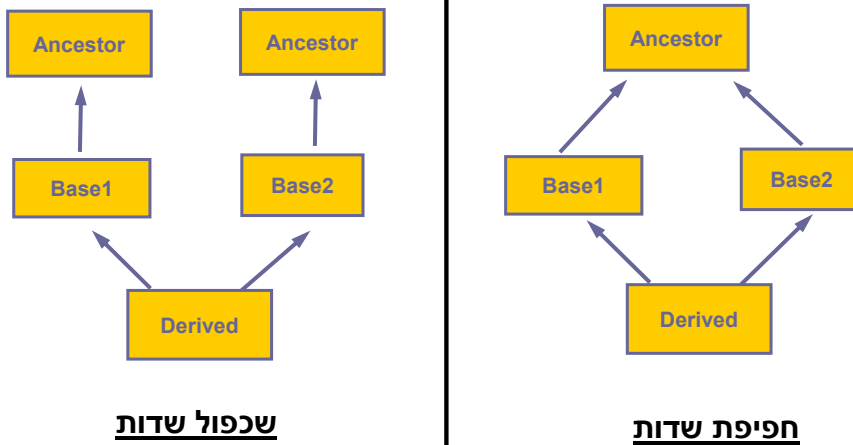 Ancestor
Ancestor
Base1
Base2
Derived
שכפול שדות
Ancestor
Base1
Base2
Derived
חפיפת שדות